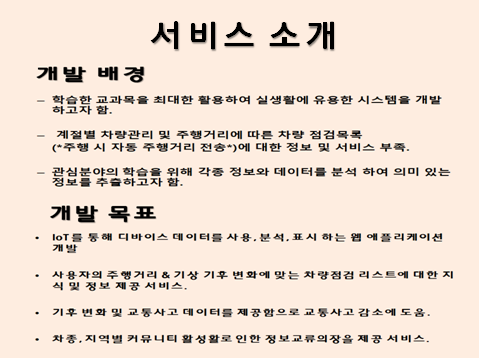 서비스 소개
개발 배경
– 학습한 교과목을 최대한 활용하여 실생활에 유용한 시스템을 개발
하고자 함.
– 계절별 차량관리 및 주행거리에 따른 차량 점검목록
(*주행 시 자동 주행거리 전송*)에 대한 정보 및 서비스 부족.
– 관심분야의 학습을 위해 각종 정보와 데이터를 분석 하여 의미 있는
정보를 추출하고자 함.
개발 목표
• IoT를 통해 디바이스 데이터를 사용, 분석, 표시 하는 웹 애플리케이션
개발
• 사용자의 주행거리 & 기상 기후 변화에 맞는 차량점검 리스트에 대한 지
식 및 정보 제공 서비스.
• 기후 변화 및 교통사고 데이터를 제공함으로 교통사고 감소에 도움.
• 차종, 지역별 커뮤니티 활성활로 인한 정보교류의장을 제공 서비스.